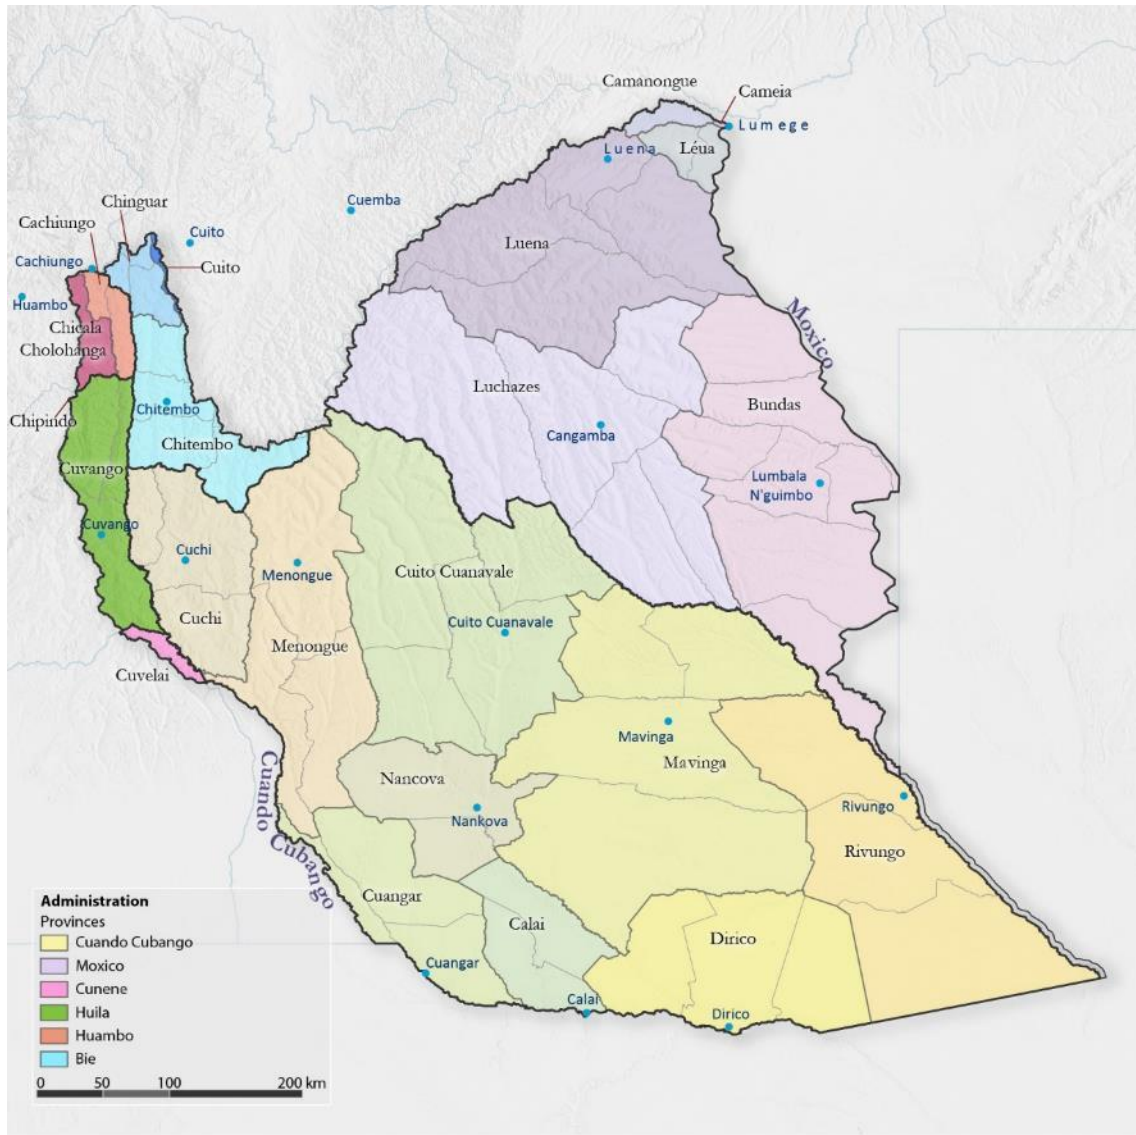 Camanongue
Cameia
Lumege
Luena
Léua
Cuemba
Chinguar
Cachiungo
Cuito
Cuito
Cachiungo
Luena
Huambo
Moxico
Chicala
Cholohanga
Luchazes
Bundas
Chipindo
Chitembo
Chitembo
Cangamba
Cuvango
Lumbala
N'guimbo
Cuvango
Cuchi
Menongue
Cuito Cuanavale
Cuchi
Cuito Cuanavale
Menongue
Cuvelai
Mavinga
Mavinga
Cuando Cubango
Nancova
Nankova
Rivungo
Rivungo
Cuangar
Calai
Dirico
Cuangar
Calai
Dirico
Administration
Provinces
Cuando Cubango
Moxico
Cunene
Huila
Huambo
Bie
0 50 100 200 km